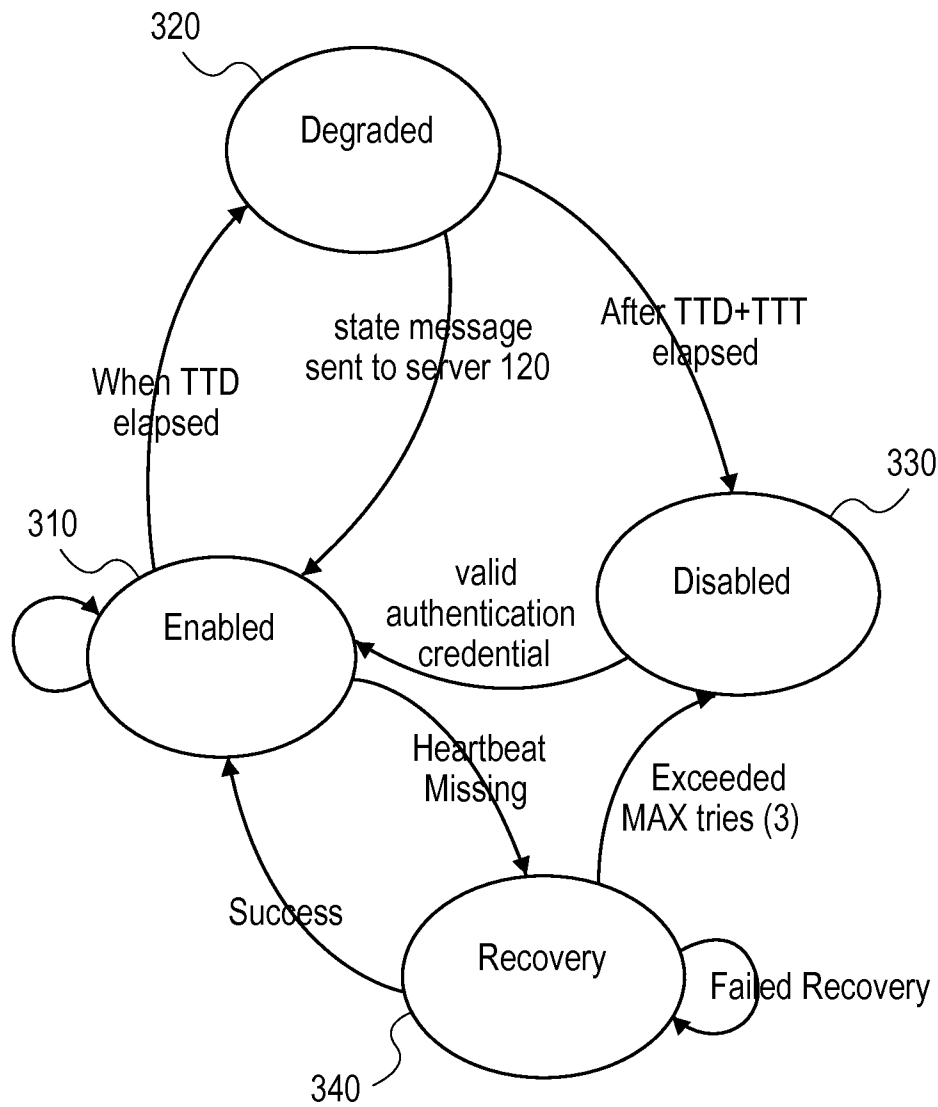 320
Degraded
state message
sent to server 120
After TTD+TTT
elapsed
When TTD
elapsed
330
310
Enabled
valid
authentication
credential
Disabled
Heartbeat
Missing
Exceeded
MAX tries (3)
Success
Recovery
Failed Recovery
340